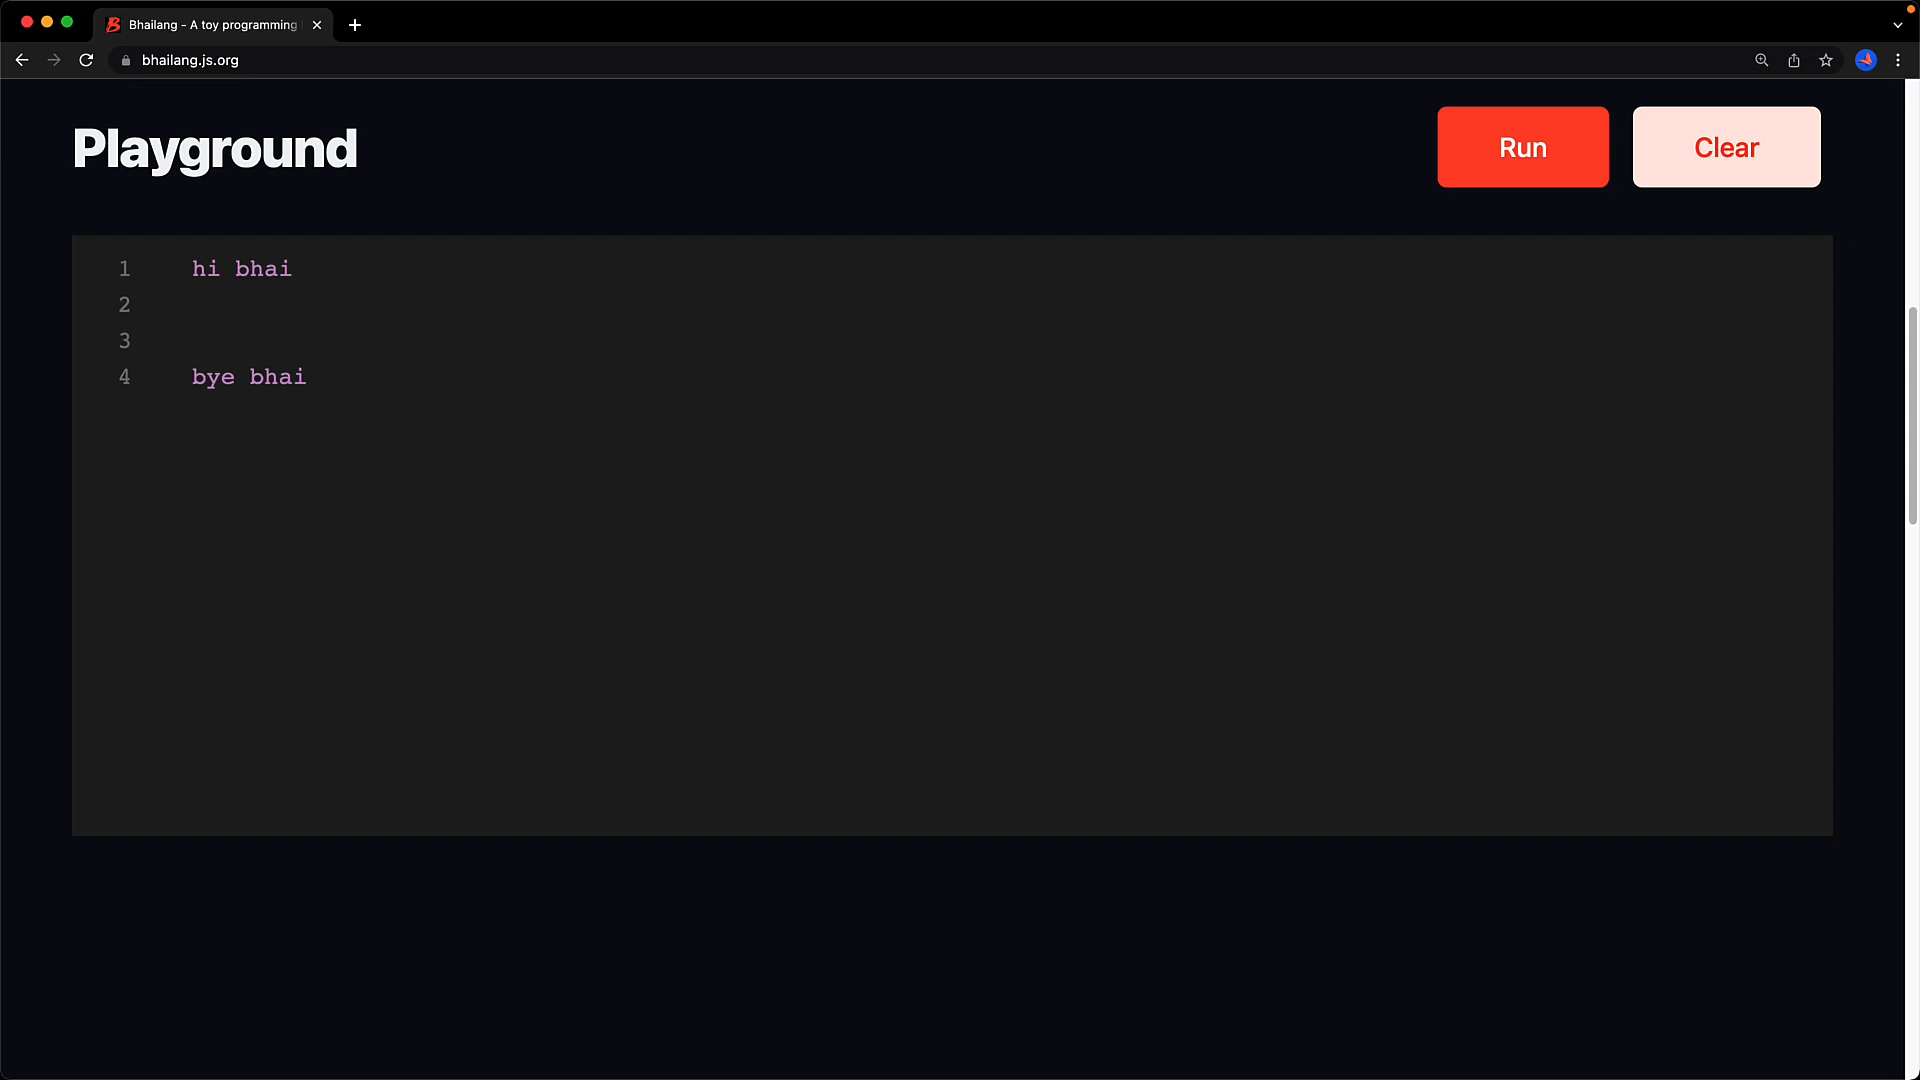 Bhailang - A toy programming
bhailang.js.org
Playground
Run
Clear
1 hi bhai
2
3
4 bye bhai